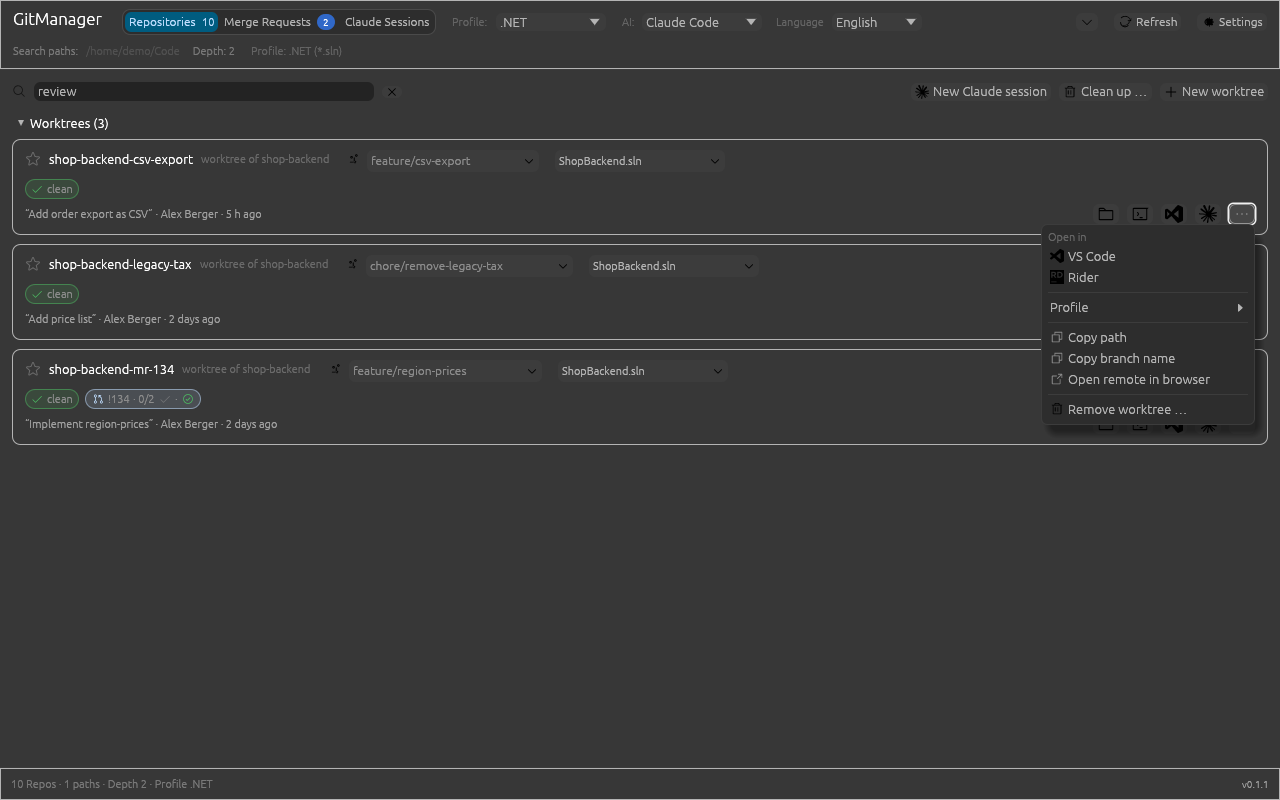 GitManager Repositories 10 Merge Requests 2 Claude Sessions Profile: .NET AI: Claude Code Language English Refresh Settings
Search paths: /home/demo/Code Depth: 2 Profile: .NET (*.sln)
review New Claude session Clean up … New worktree
Worktrees (3)
shop-backend-csv-export worktree of shop-backend feature/csv-export ShopBackend.sln
clean
“Add order export as CSV” · Alex Berger · 5 h ago
shop-backend-legacy-tax worktree of shop-backend chore/remove-legacy-tax ShopBackend.sln
clean
“Add price list” · Alex Berger · 2 days ago
shop-backend-mr-134 worktree of shop-backend feature/region-prices ShopBackend.sln
clean !134 · 0/2 ✓ ·
“Implement region-prices” · Alex Berger · 2 days ago
Open in
VS Code
RD Rider
Profile
Copy path
Copy branch name
Open remote in browser
Remove worktree …
10 Repos · 1 paths · Depth 2 · Profile .NET v0.1.1